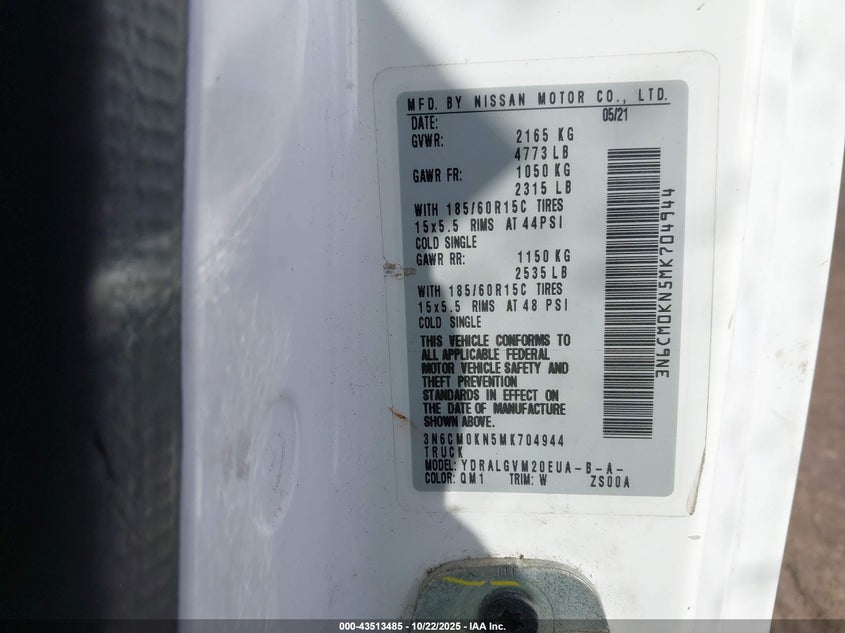 MFD. BY NISSAN MOTOR CO., LTD.
DATE: 05/21
GVWR: 2165 KG
4773 LB
GAWR FR: 1050 KG
2315 LB
WITH 185/60R15C TIRES
15x5.5 RIMS AT 44PSI
COLD SINGLE
GAWR RR: 1150 KG
2535 LB
WITH 185/60R15C TIRES
15x5.5 RIMS AT 48 PSI
COLD SINGLE
THIS VEHICLE CONFORMS TO
ALL APPLICABLE FEDERAL
MOTOR VEHICLE SAFETY AND
THEFT PREVENTION
STANDARDS IN EFFECT ON
THE DATE OF MANUFACTURE
SHOWN ABOVE.
3N6CM0KN5MK704944
TRUCK
MODEL: YDRALGVM20EUA-B-A-
COLOR: QM1 TRIM: W ZS00A
3N6CM0KN5MK704944
000-43513485 - 10/22/2025 - IAA Inc.